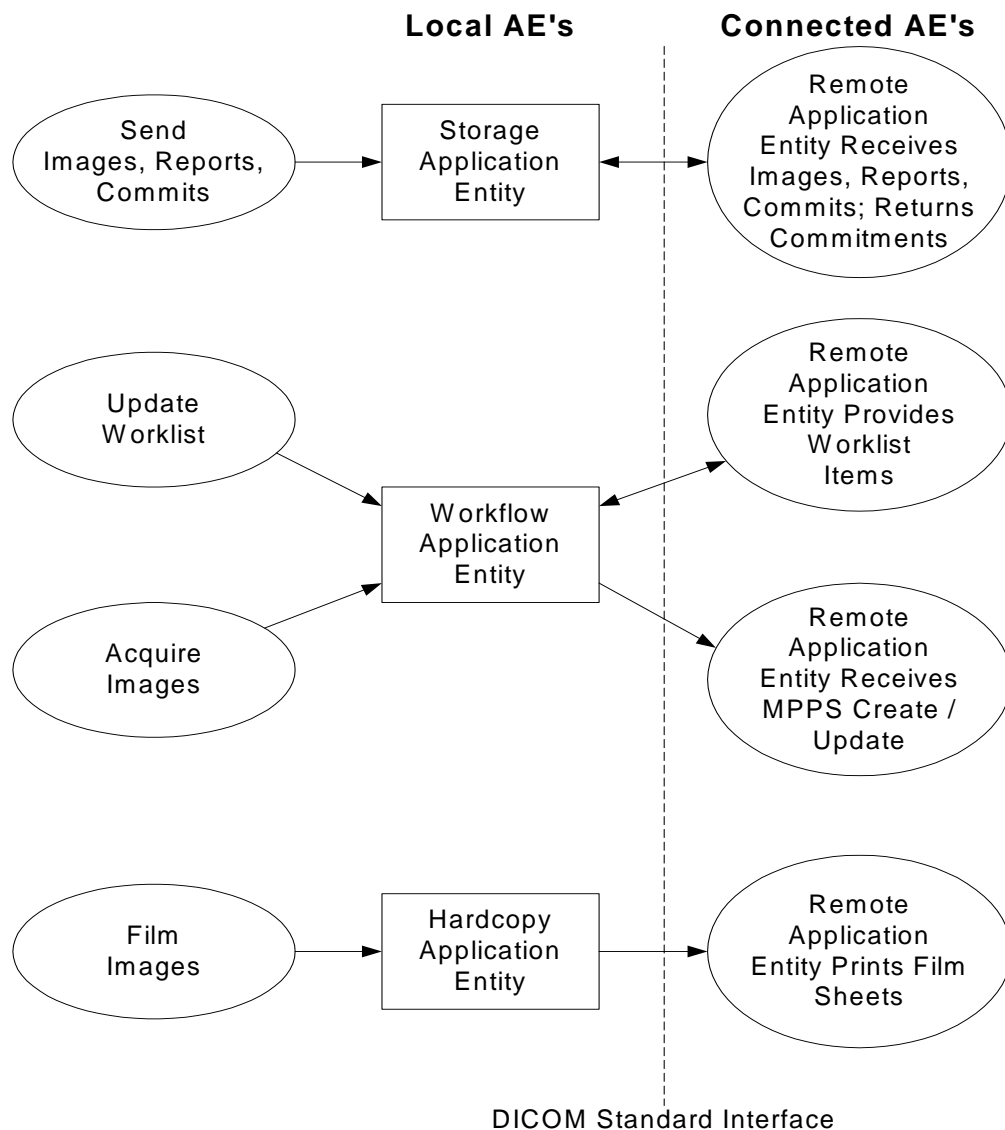 Local AE's
Connected AE's
Send
Images, Reports,
Commits
Storage
Application
Entity
Remote
Application
Entity Receives
Images, Reports,
Commits; Returns
Commitments
Update
Worklist
Remote
Application
Entity Provides
Worklist
Items
Workflow
Application
Entity
Acquire
Images
Remote
Application
Entity Receives
MPPS Create /
Update
Film
Images
Hardcopy
Application
Entity
Remote
Application
Entity Prints Film
Sheets
DICOM Standard Interface